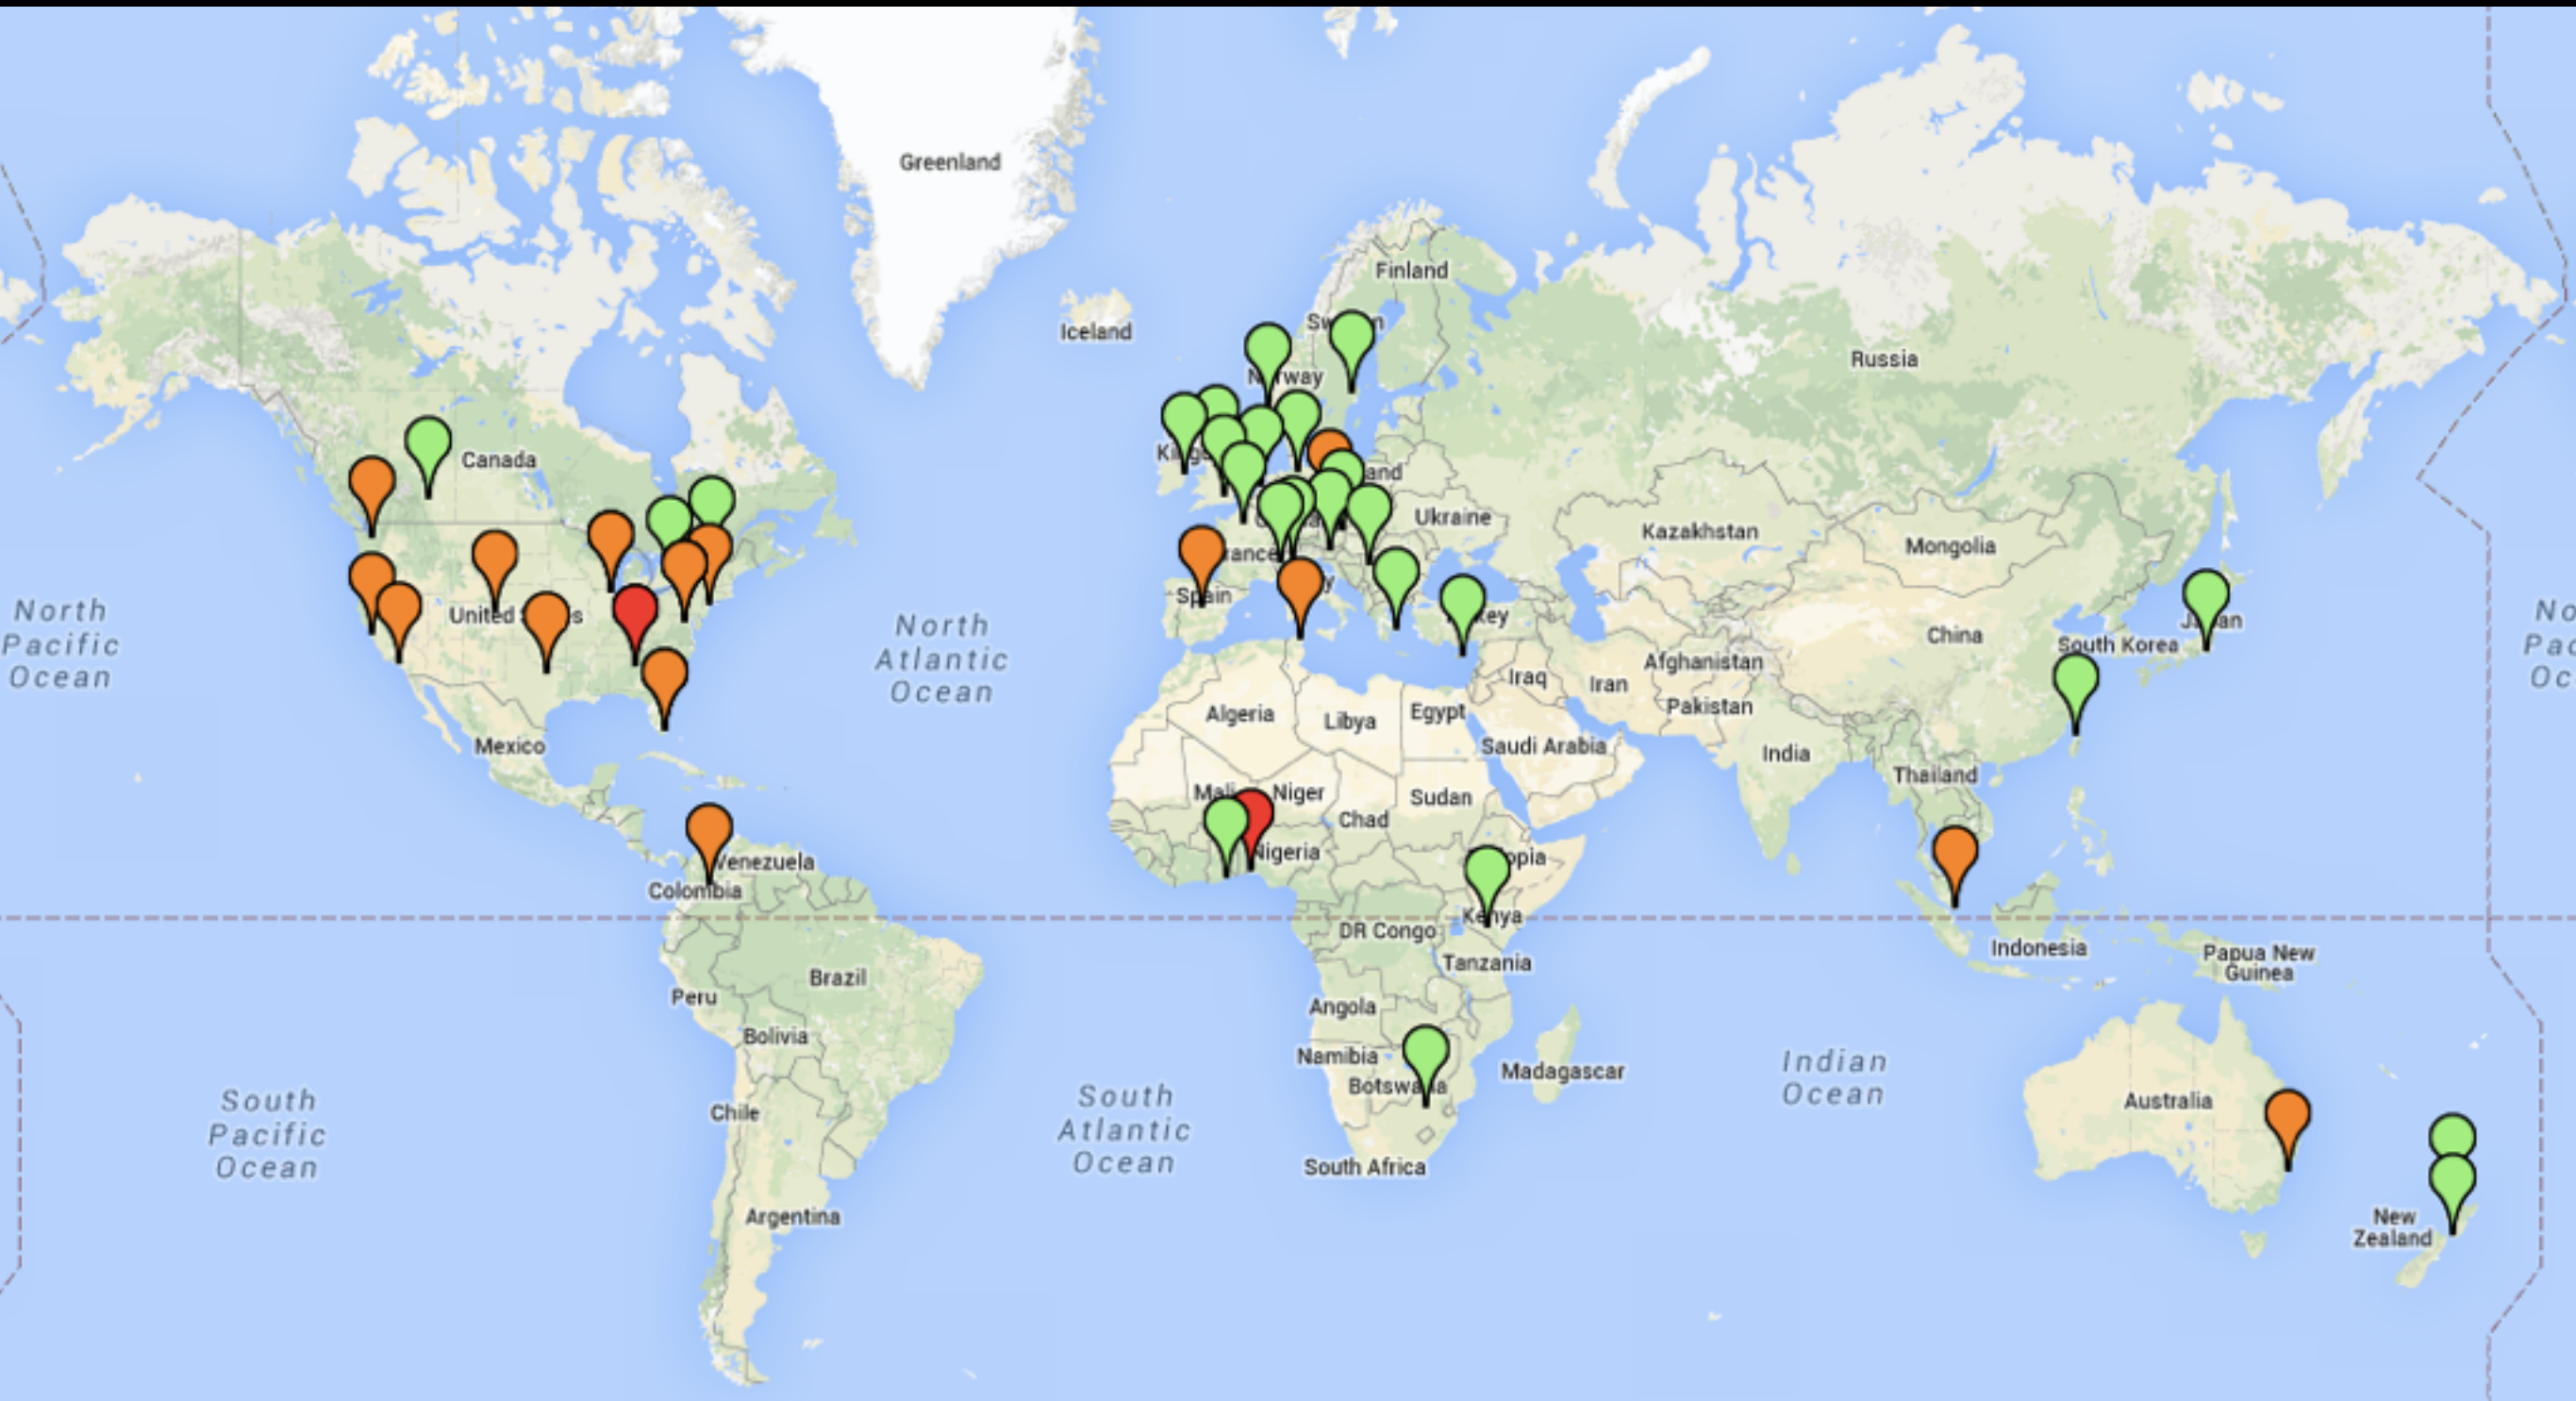 Greenland
Finland
Iceland
Russia
Canada
Ukraine
Kazakhstan
Mongolia
North
Pacific
Ocean
North
Atlantic
Ocean
Spain
China
South Korea
Afghanistan
Iraq
Iran
Pakistan
Algeria
Libya
Egypt
Saudi Arabia
India
Mexico
Thailand
Mali
Niger
Sudan
Chad
Nigeria
Venezuela
Colombia
Kenya
DR Congo
Tanzania
Indonesia
Papua New
Guinea
Brazil
Peru
Angola
Bolivia
Namibia
Madagascar
Indian
Ocean
Australia
Chile
South
Pacific
Ocean
South
Atlantic
Ocean
South Africa
Argentina
New
Zealand